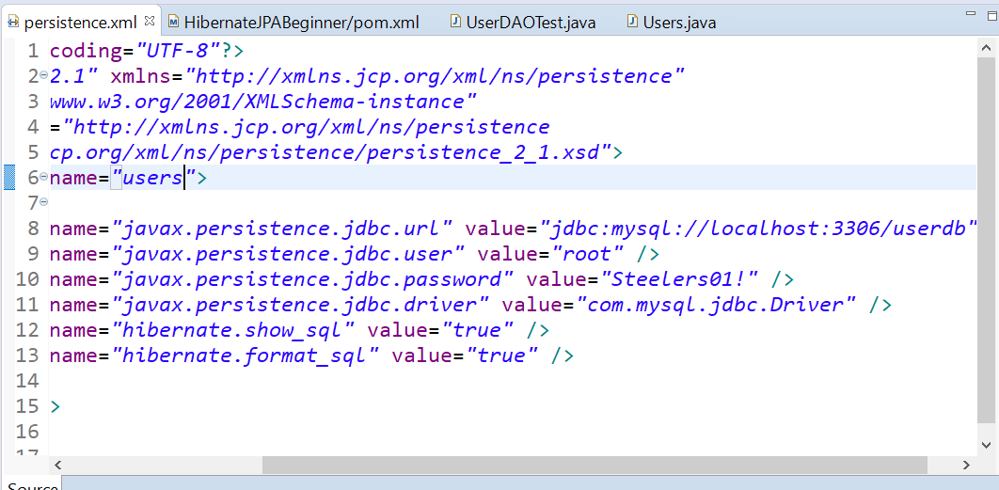 persistence.xml HibernateJPABeginner/pom.xml UserDAOTest.java Users.java
1 coding="UTF-8"?>
2 2.1" xmlns="http://xmlns.jcp.org/xml/ns/persistence"
3 www.w3.org/2001/XMLSchema-instance"
4 ="http://xmlns.jcp.org/xml/ns/persistence
5 cp.org/xml/ns/persistence/persistence_2_1.xsd">
6 name="users">
7
8 name="javax.persistence.jdbc.url" value="jdbc:mysql://localhost:3306/userdb"
9 name="javax.persistence.jdbc.user" value="root" />
10 name="javax.persistence.jdbc.password" value="Steelers01!" />
11 name="javax.persistence.jdbc.driver" value="com.mysql.jdbc.Driver" />
12 name="hibernate.show_sql" value="true" />
13 name="hibernate.format_sql" value="true" />
14
15 >
16
17
Source